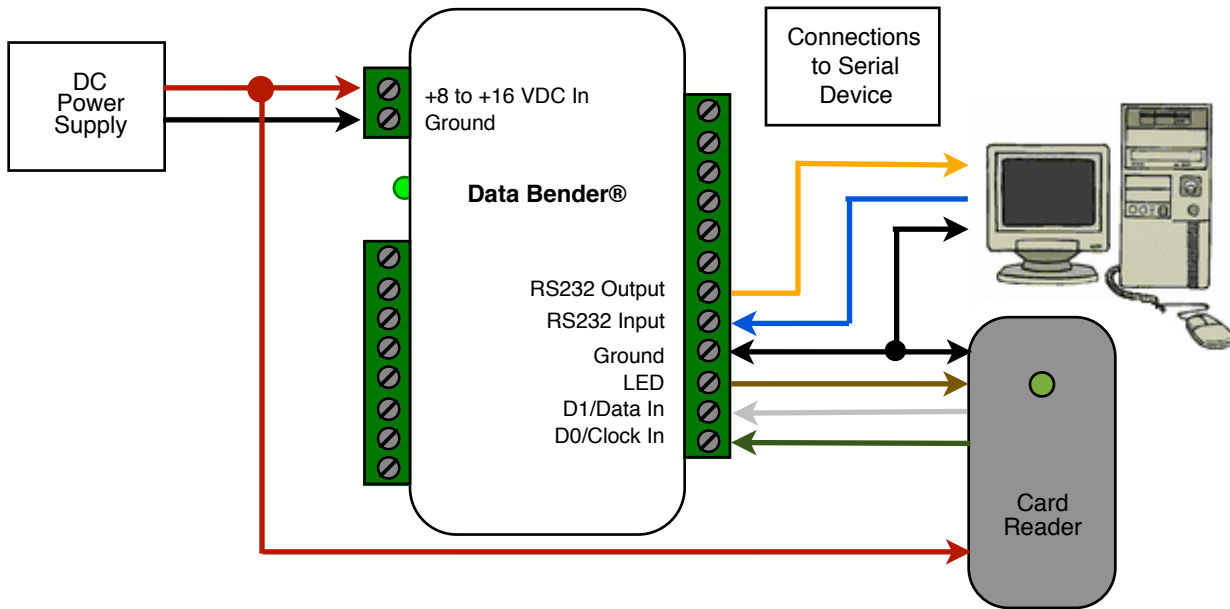 DC
Power
Supply
+8 to +16 VDC In
Ground
Data Bender®
Connections
to Serial
Device
RS232 Output
RS232 Input
Ground
LED
D1/Data In
D0/Clock In
Card
Reader